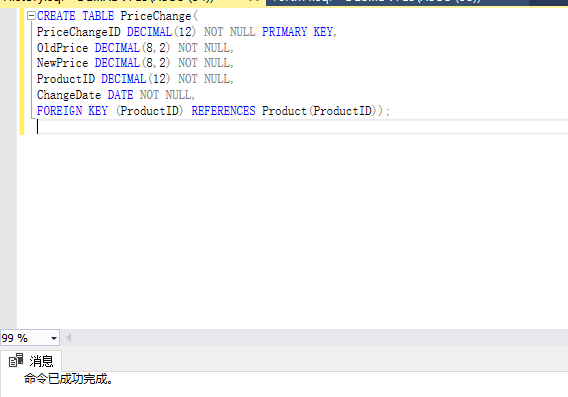 CREATE TABLE PriceChange(
PriceChangeID DECIMAL(12) NOT NULL PRIMARY KEY,
OldPrice DECIMAL(8,2) NOT NULL,
NewPrice DECIMAL(8,2) NOT NULL,
ProductID DECIMAL(12) NOT NULL,
ChangeDate DATE NOT NULL,
FOREIGN KEY (ProductID) REFERENCES Product(ProductID));
99 %
消息
命令已成功完成。